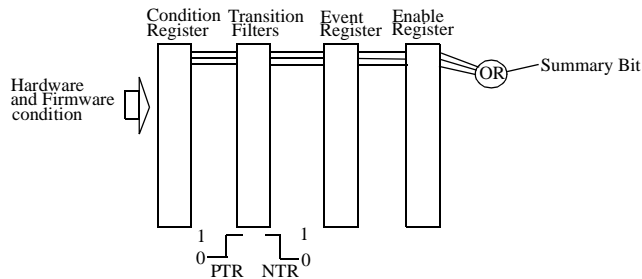 Condition
Register
Transition
Filters
Event
Register
Enable
Register
OR
Summary Bit
Hardware
and Firmware
condition
1
0
PTR
NTR
1
0